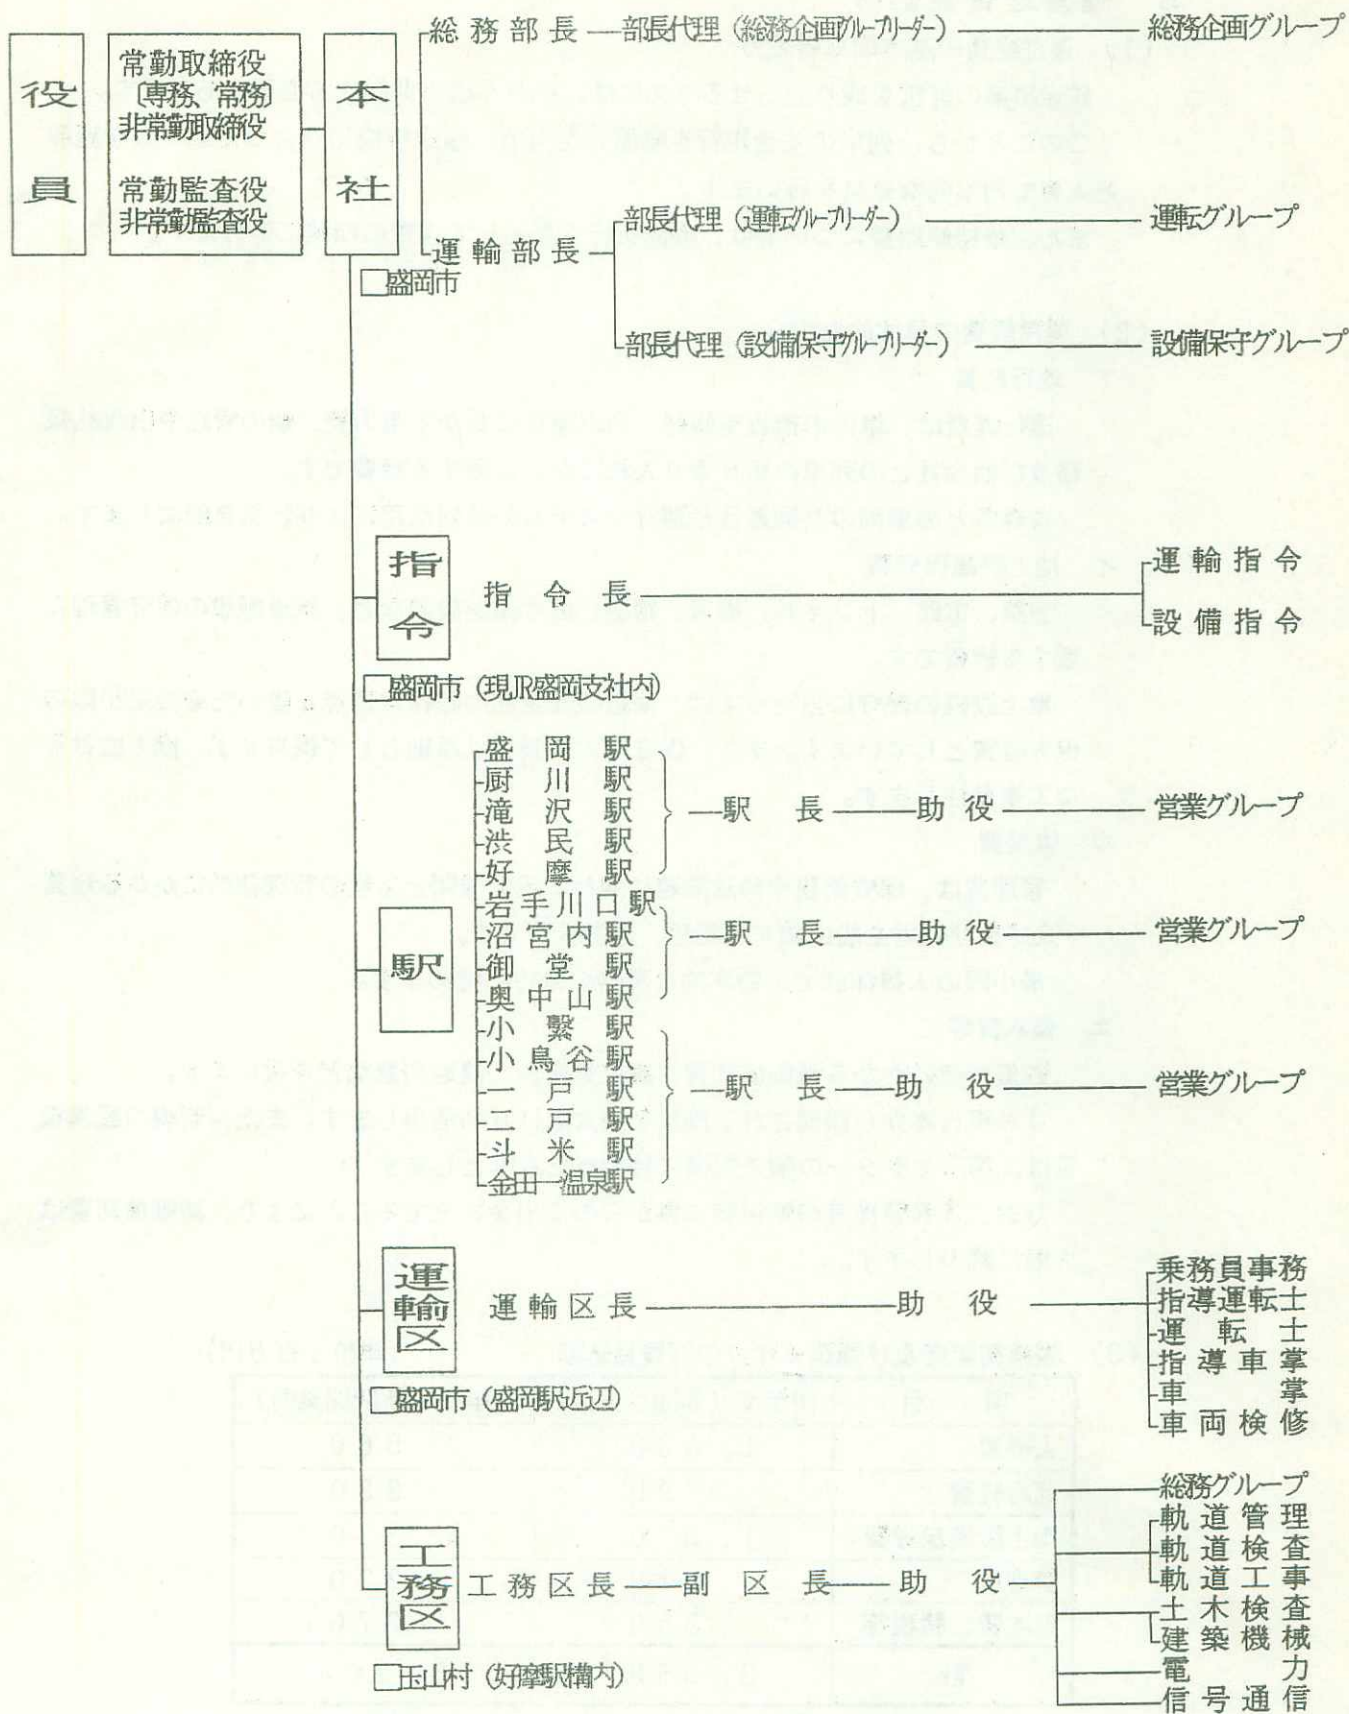 役員
常勤取締役
〔専務、常務〕
非常勤取締役
常勤監査役
非常勤監査役
本社
総務部長 部長代理（総務企画グループリーダー） 総務企画グループ
部長代理（運転グループリーダー） 運転グループ
運輸部長
□盛岡市
部長代理（設備保守グループリーダー） 設備保守グループ
指令
指令長
運輸指令
設備指令
□盛岡市（現JR盛岡支社内）
駅
盛岡駅
厨川駅
滝沢駅 駅長 助役 営業グループ
渋民駅
好摩駅
岩手川口駅
沼宮内駅 駅長 助役 営業グループ
御堂駅
奥中山駅
小繋駅
小鳥谷駅
一戸駅 駅長 助役 営業グループ
二戸駅
斗米駅
金田一温泉駅
運輸区
運輸区長 助役
乗務員事務
指導運転士
運転士
指導車掌
車掌
車両検修
□盛岡市（盛岡駅近辺）
工務区
工務区長 副区長 助役
総務グループ
軌道管理
軌道検査
軌道工事
土木検査
建築機械
電力
信号通信
□玉山村（好摩駅構内）